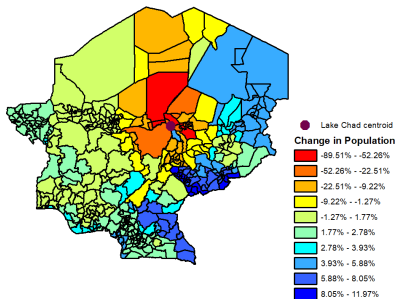 Lake Chad centroid
Change in Population
-89.51% - -52.26%
-52.26% - -22.51%
-22.51% - -9.22%
-9.22% - -1.27%
-1.27% - 1.77%
1.77% - 2.78%
2.78% - 3.93%
3.93% - 5.88%
5.88% - 8.05%
8.05% - 11.97%